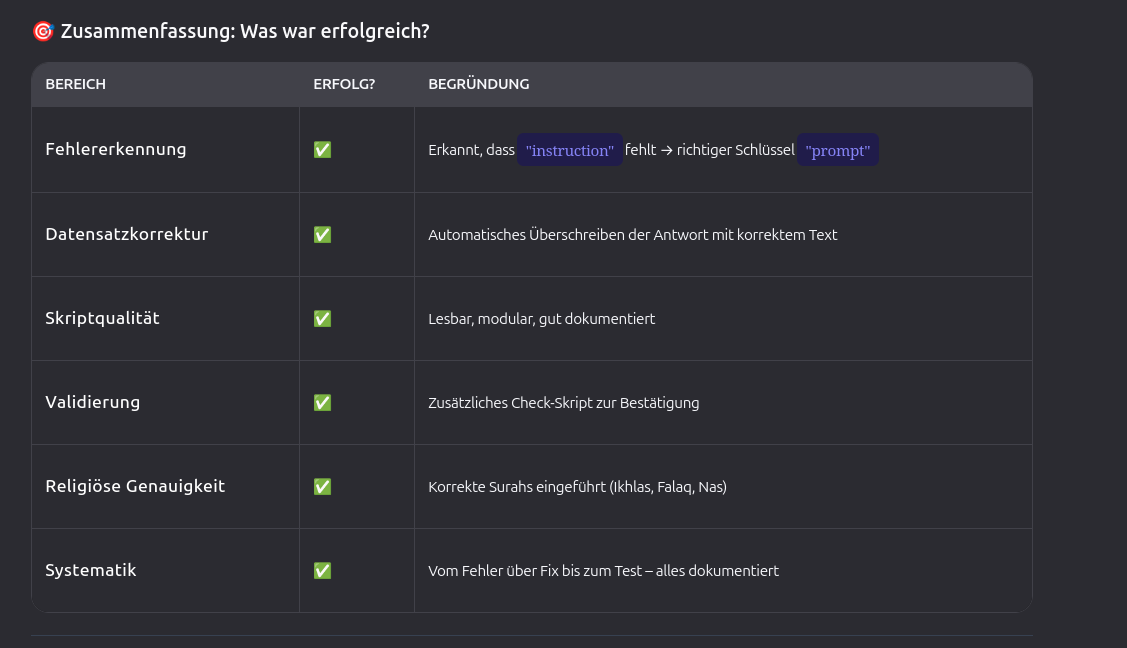 🎯 Zusammenfassung: Was war erfolgreich?
BEREICH ERFOLG? BEGRÜNDUNG
Fehlererkennung ✅ Erkannt, dass "instruction" fehlt → richtiger Schlüssel "prompt"
Datensatzkorrektur ✅ Automatisches Überschreiben der Antwort mit korrektem Text
Skriptqualität ✅ Lesbar, modular, gut dokumentiert
Validierung ✅ Zusätzliches Check-Skript zur Bestätigung
Religiöse Genauigkeit ✅ Korrekte Surahs eingeführt (Ikhlas, Falaq, Nas)
Systematik ✅ Vom Fehler über Fix bis zum Test – alles dokumentiert